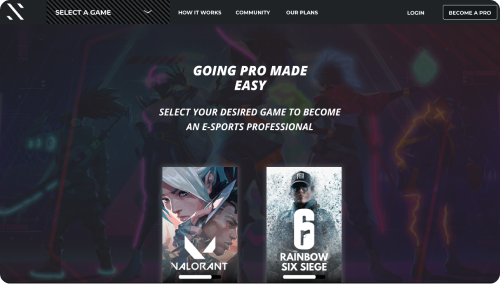 SELECT A GAME
HOW IT WORKS
COMMUNITY
OUR PLANS
LOGIN
BECOME A PRO
GOING PRO MADE
EASY
SELECT YOUR DESIRED GAME TO BECOME
AN E-SPORTS PROFESSIONAL
VALORANT
6
RAINBOW
SIX SIEGE